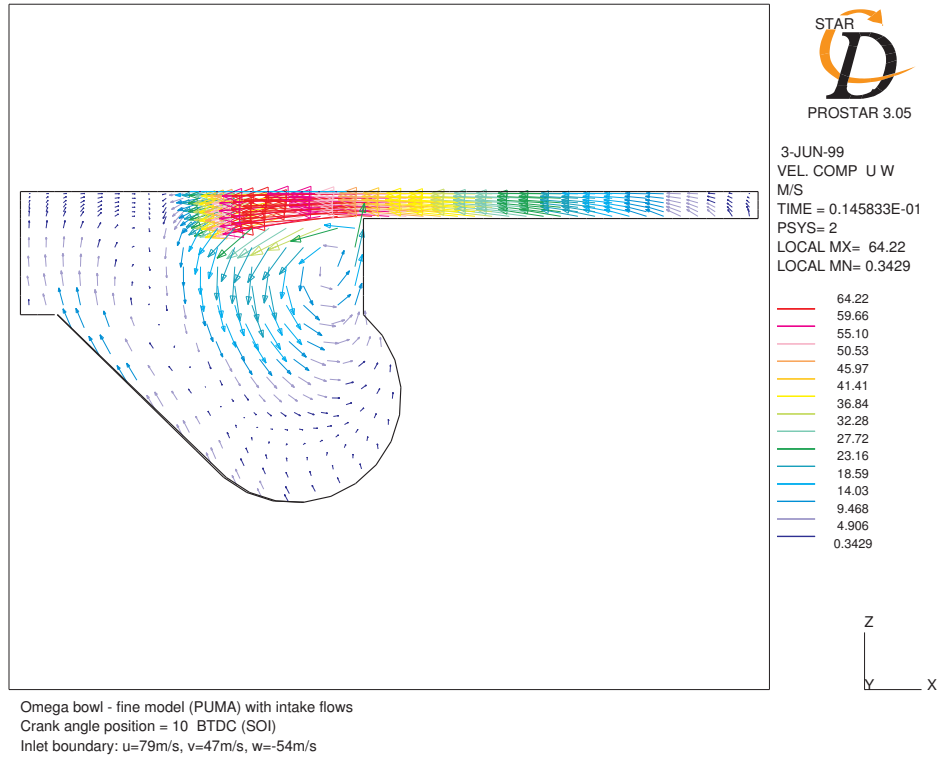 STAR
D
PROSTAR 3.05
3-JUN-99
VEL. COMP U W
M/S
TIME = 0.145833E-01
PSYS= 2
LOCAL MX= 64.22
LOCAL MN= 0.3429
64.22
59.66
55.10
50.53
45.97
41.41
36.84
32.28
27.72
23.16
18.59
14.03
9.468
4.906
0.3429
Z
Y
X
Omega bowl - fine model (PUMA) with intake flows
Crank angle position = 10 BTDC (SOI)
Inlet boundary: u=79m/s, v=47m/s, w=-54m/s